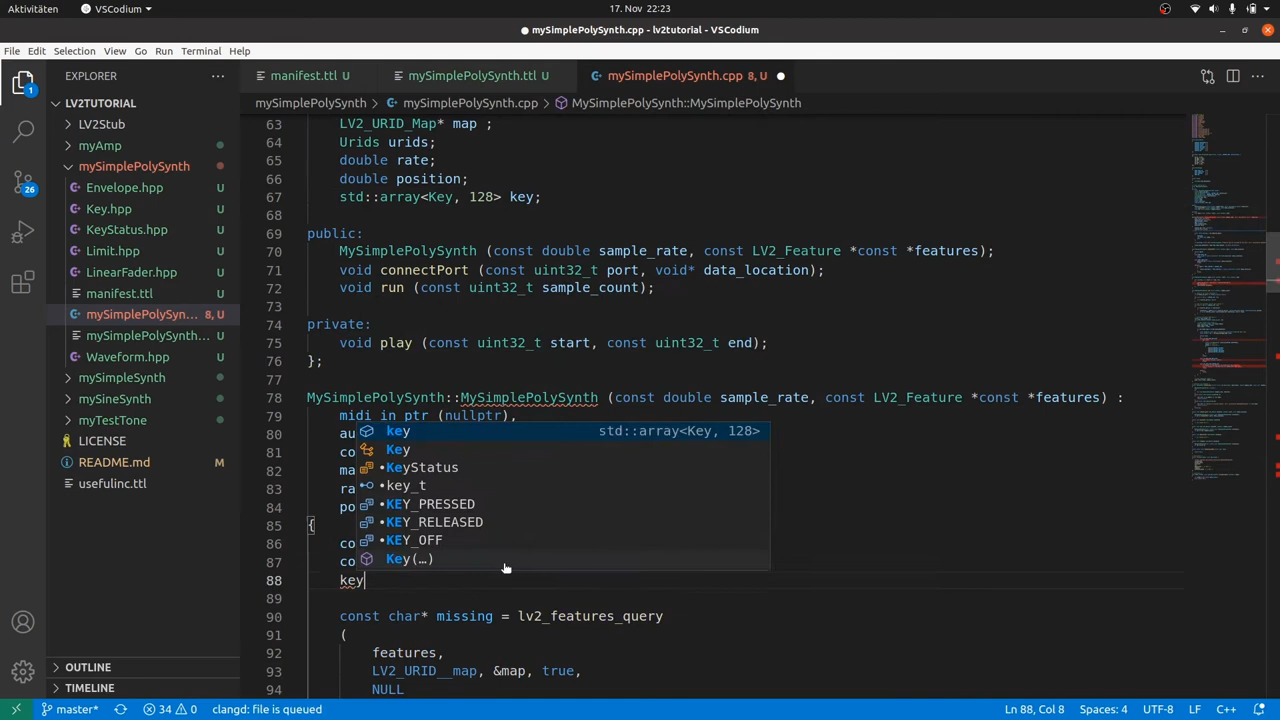 Aktivitäten
VSCodium
17. Nov 22:23
mySimplePolySynth.cpp - lv2tutorial - VSCodium
File Edit Selection View Go Run Terminal Help
EXPLORER
manifest.ttl U
mySimplePolySynth.ttl U
mySimplePolySynth.cpp 8, U
mySimplePolySynth > mySimplePolySynth.cpp > MySimplePolySynth::MySimplePolySynth
LV2TUTORIAL
LV2Stub
myAmp
mySimplePolySynth
Envelope.hpp U
Key.hpp U
KeyStatus.hpp U
Limit.hpp U
LinearFader.hpp U
manifest.ttl U
mySimplePolySyn... 8, U
mySimplePolySynth... U
Waveform.hpp U
mySimpleSynth
mySineSynth
myTestTone
LICENSE
README.md M
usefulinc.ttl
OUTLINE
TIMELINE
63 LV2_URID_Map* map ;
64 Urids urids;
65 double rate;
66 double position;
67 std::array<Key, 128> key;
68
69 public:
70 mySimplePolySynth (const double sample_rate, const LV2_Feature *const *features);
71 void connectPort (const uint32_t port, void* data_location);
72 void run (const uint32_t sample_count);
73
74 private:
75 void play (const uint32_t start, const uint32_t end);
76 };
77
78 MySimplePolySynth::MySimplePolySynth (const double sample_rate, const LV2_Feature *const *features) :
79 midi_in_ptr (nullptr),
80 au
81 co
82 ma
83 ra
84 po
85 {
86 co
87 co
88 key
89
90 const char* missing = lv2_features_query
91 (
92 features,
93 LV2_URID__map, &map, true,
94 NULL
key std::array<Key, 128>
Key
•KeyStatus
•key_t
•KEY_PRESSED
•KEY_RELEASED
•KEY_OFF
Key(…)
master* 34 0 clangd: file is queued
Ln 88, Col 8 Spaces: 4 UTF-8 LF C++
1
26